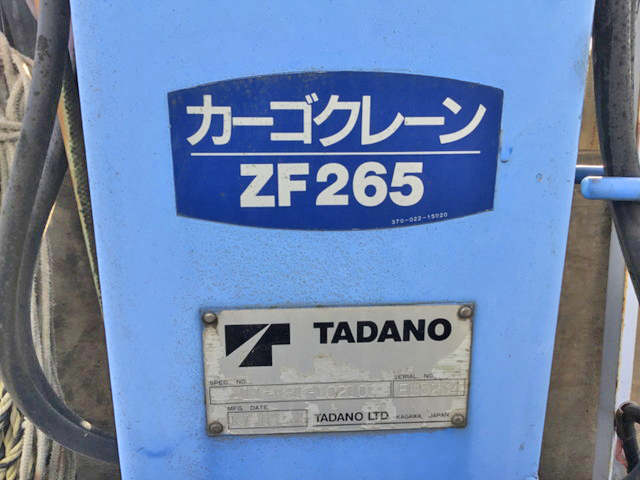 カーゴクレーン
ZF265
370-022-15020
TADANO
SPEC. NO.
SERIAL NO.
MFG. DATE
TADANO LTD. KAGAWA, JAPAN